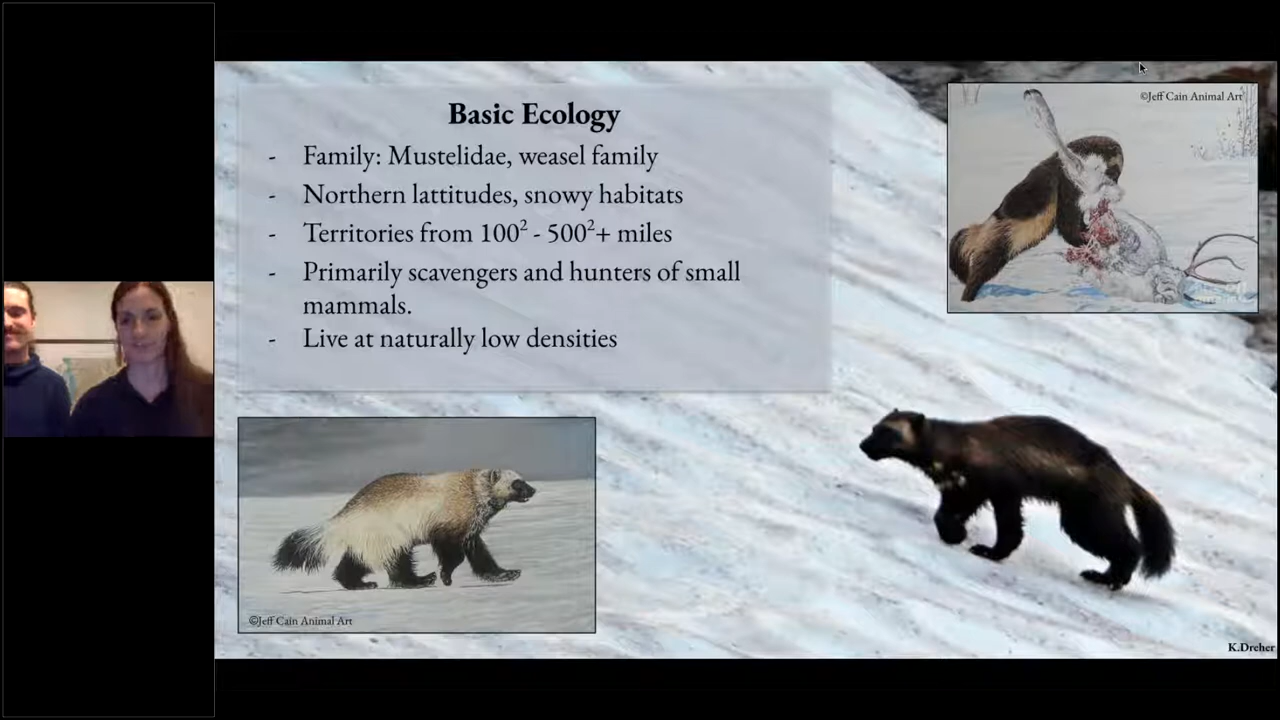 Basic Ecology
- Family: Mustelidae, weasel family
- Northern lattitudes, snowy habitats
- Territories from 100² - 500²+ miles
- Primarily scavengers and hunters of small
mammals.
- Live at naturally low densities
©Jeff Cain Animal Art
©Jeff Cain Animal Art
K.Dreher